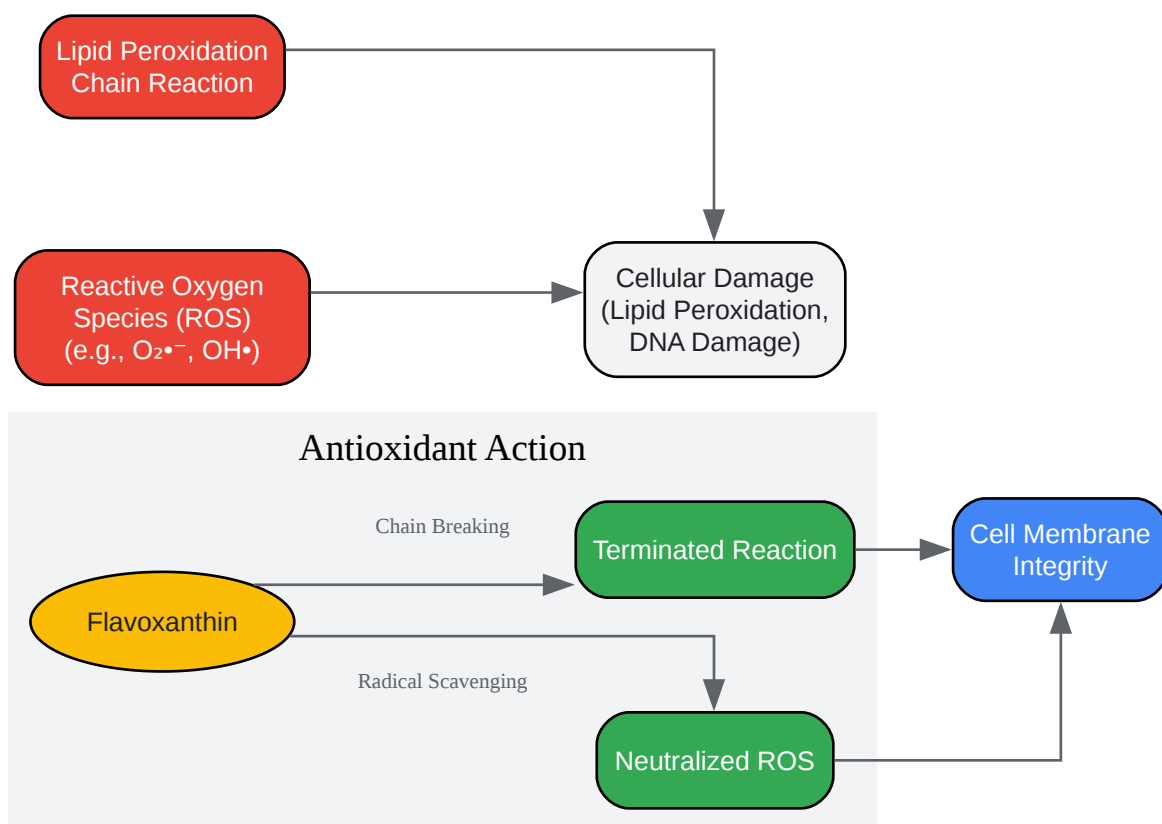 Lipid Peroxidation
Chain Reaction
Reactive Oxygen
Species (ROS)
(e.g., O₂•⁻, OH•)
Cellular Damage
(Lipid Peroxidation,
DNA Damage)
Antioxidant Action
Chain Breaking
Terminated Reaction
Cell Membrane
Integrity
Flavoxanthin
Radical Scavenging
Neutralized ROS